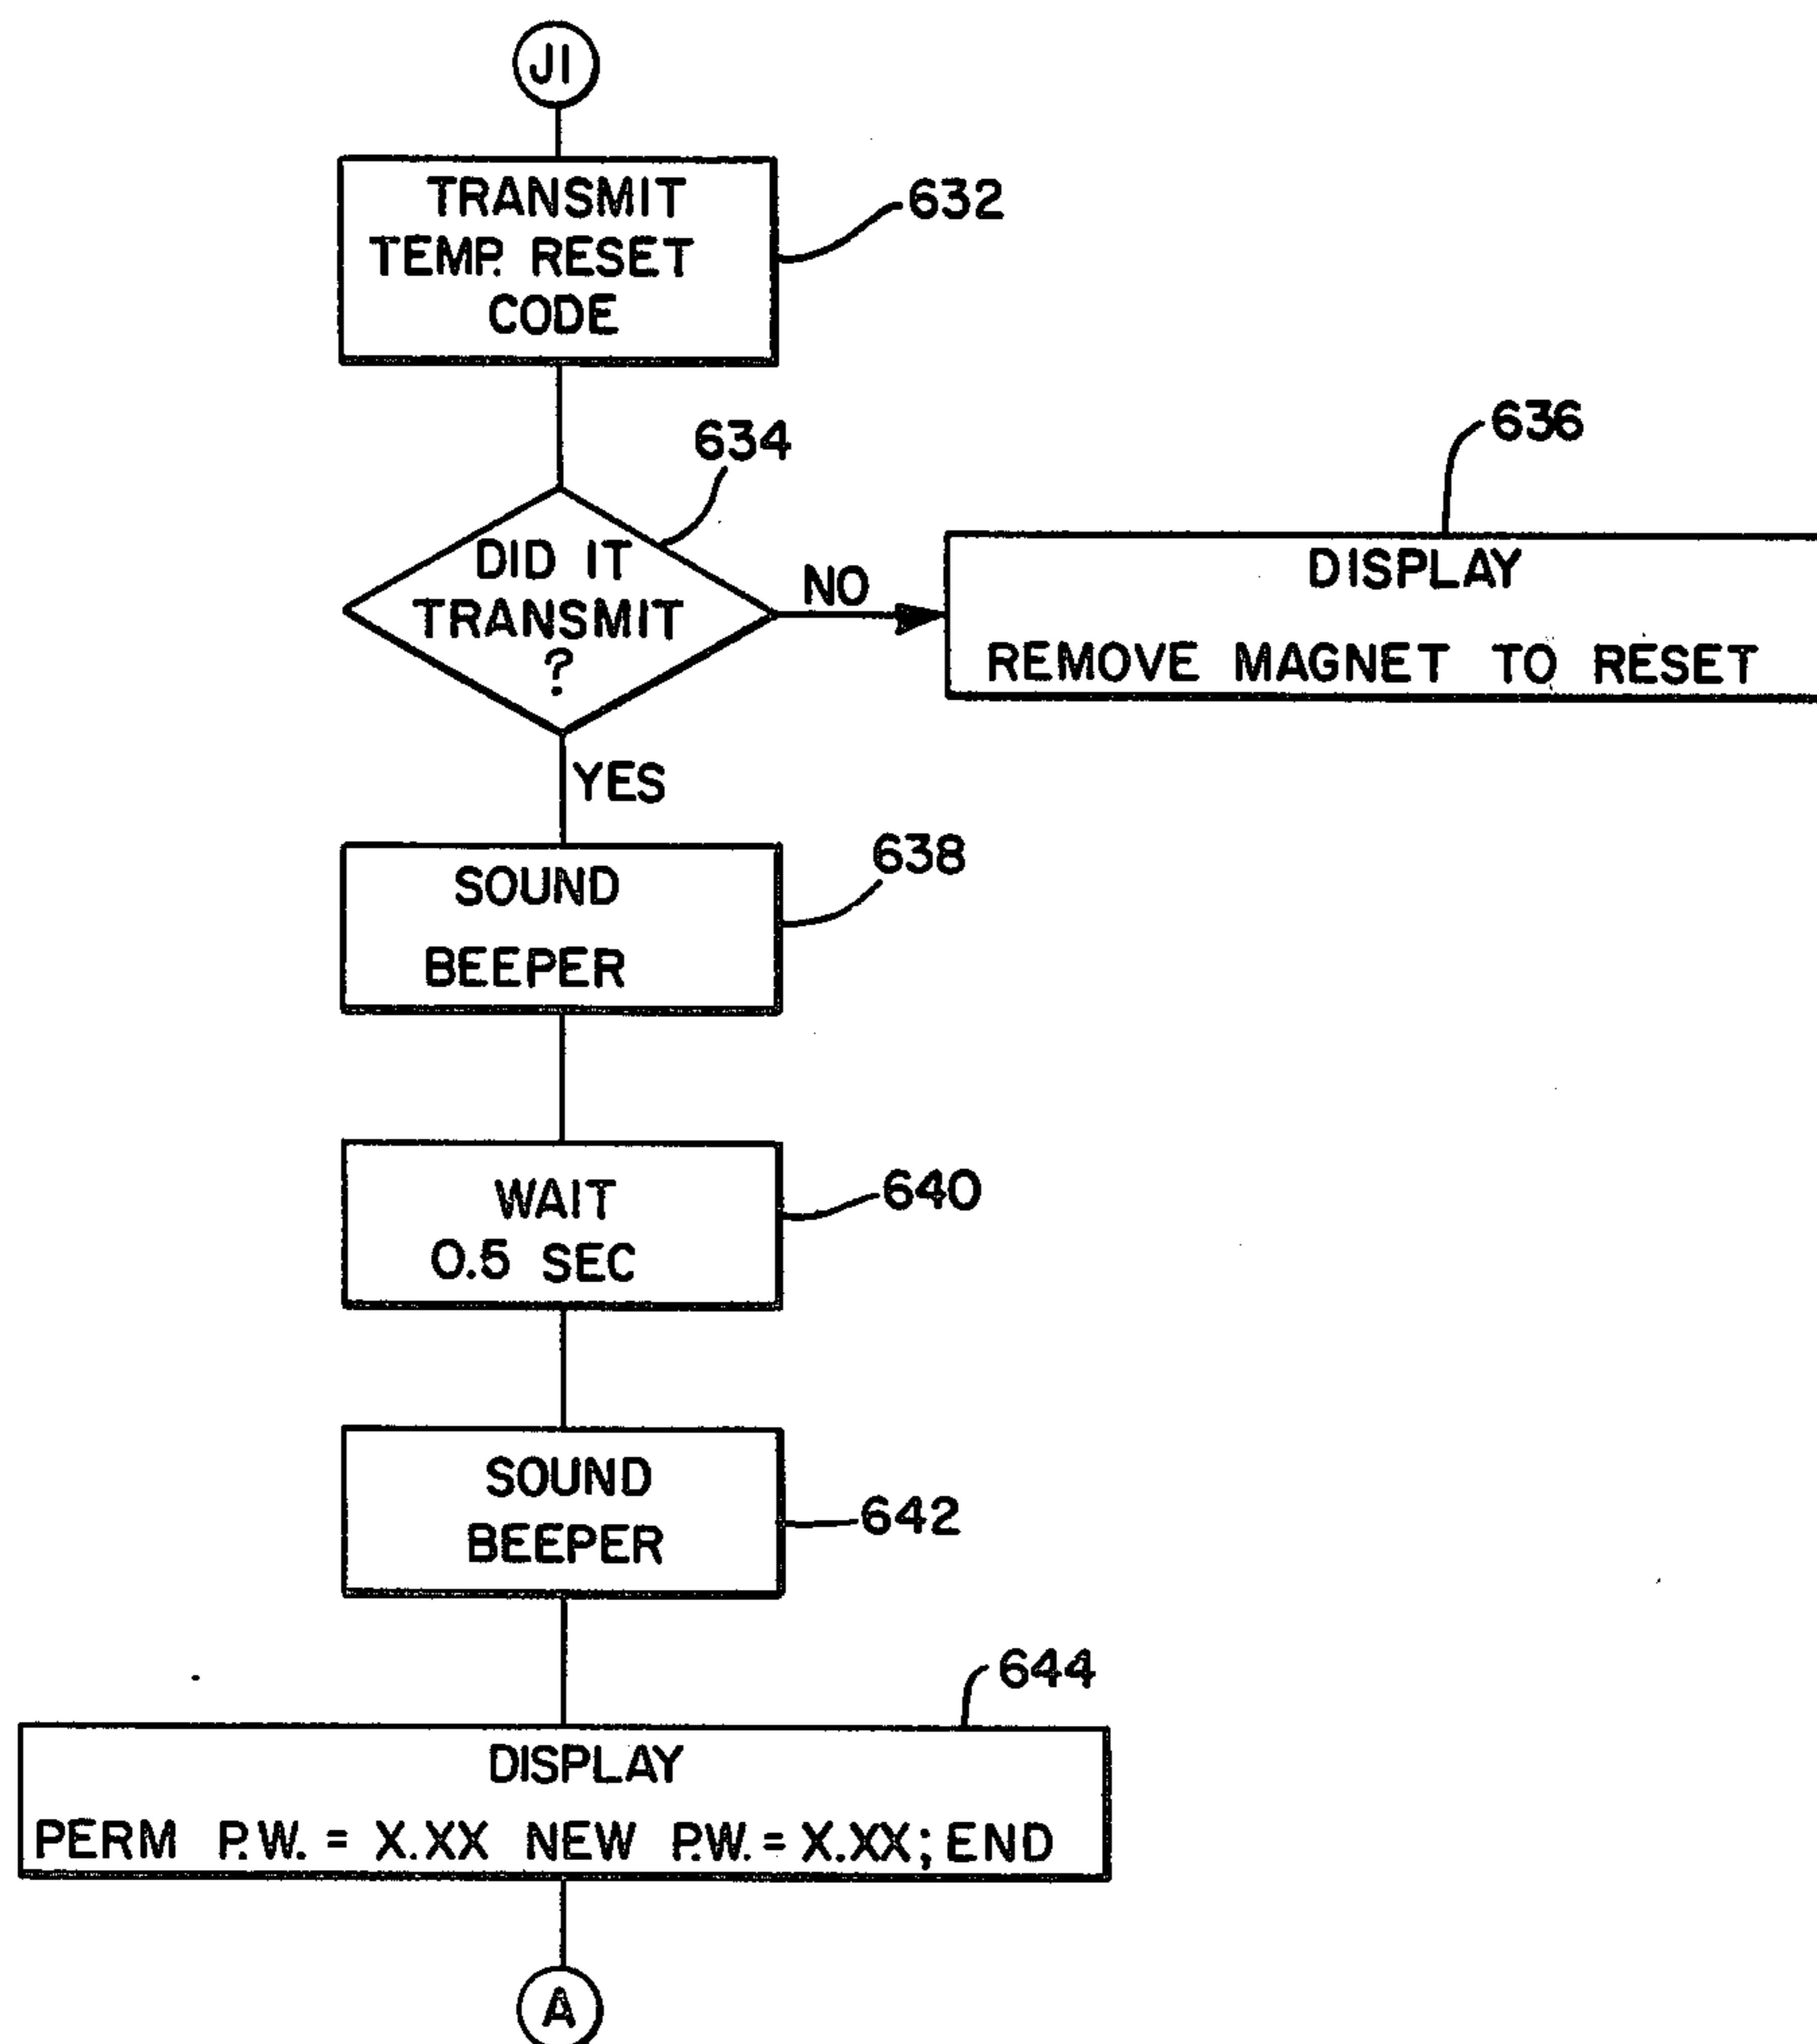 J1
TRANSMIT
TEMP. RESET
CODE
632
634
DID IT
TRANSMIT
?
NO
636
DISPLAY
REMOVE MAGNET TO RESET
YES
638
SOUND
BEEPER
640
WAIT
0.5 SEC
642
SOUND
BEEPER
644
DISPLAY
PERM P.W. = X.XX NEW P.W. = X.XX; END
A